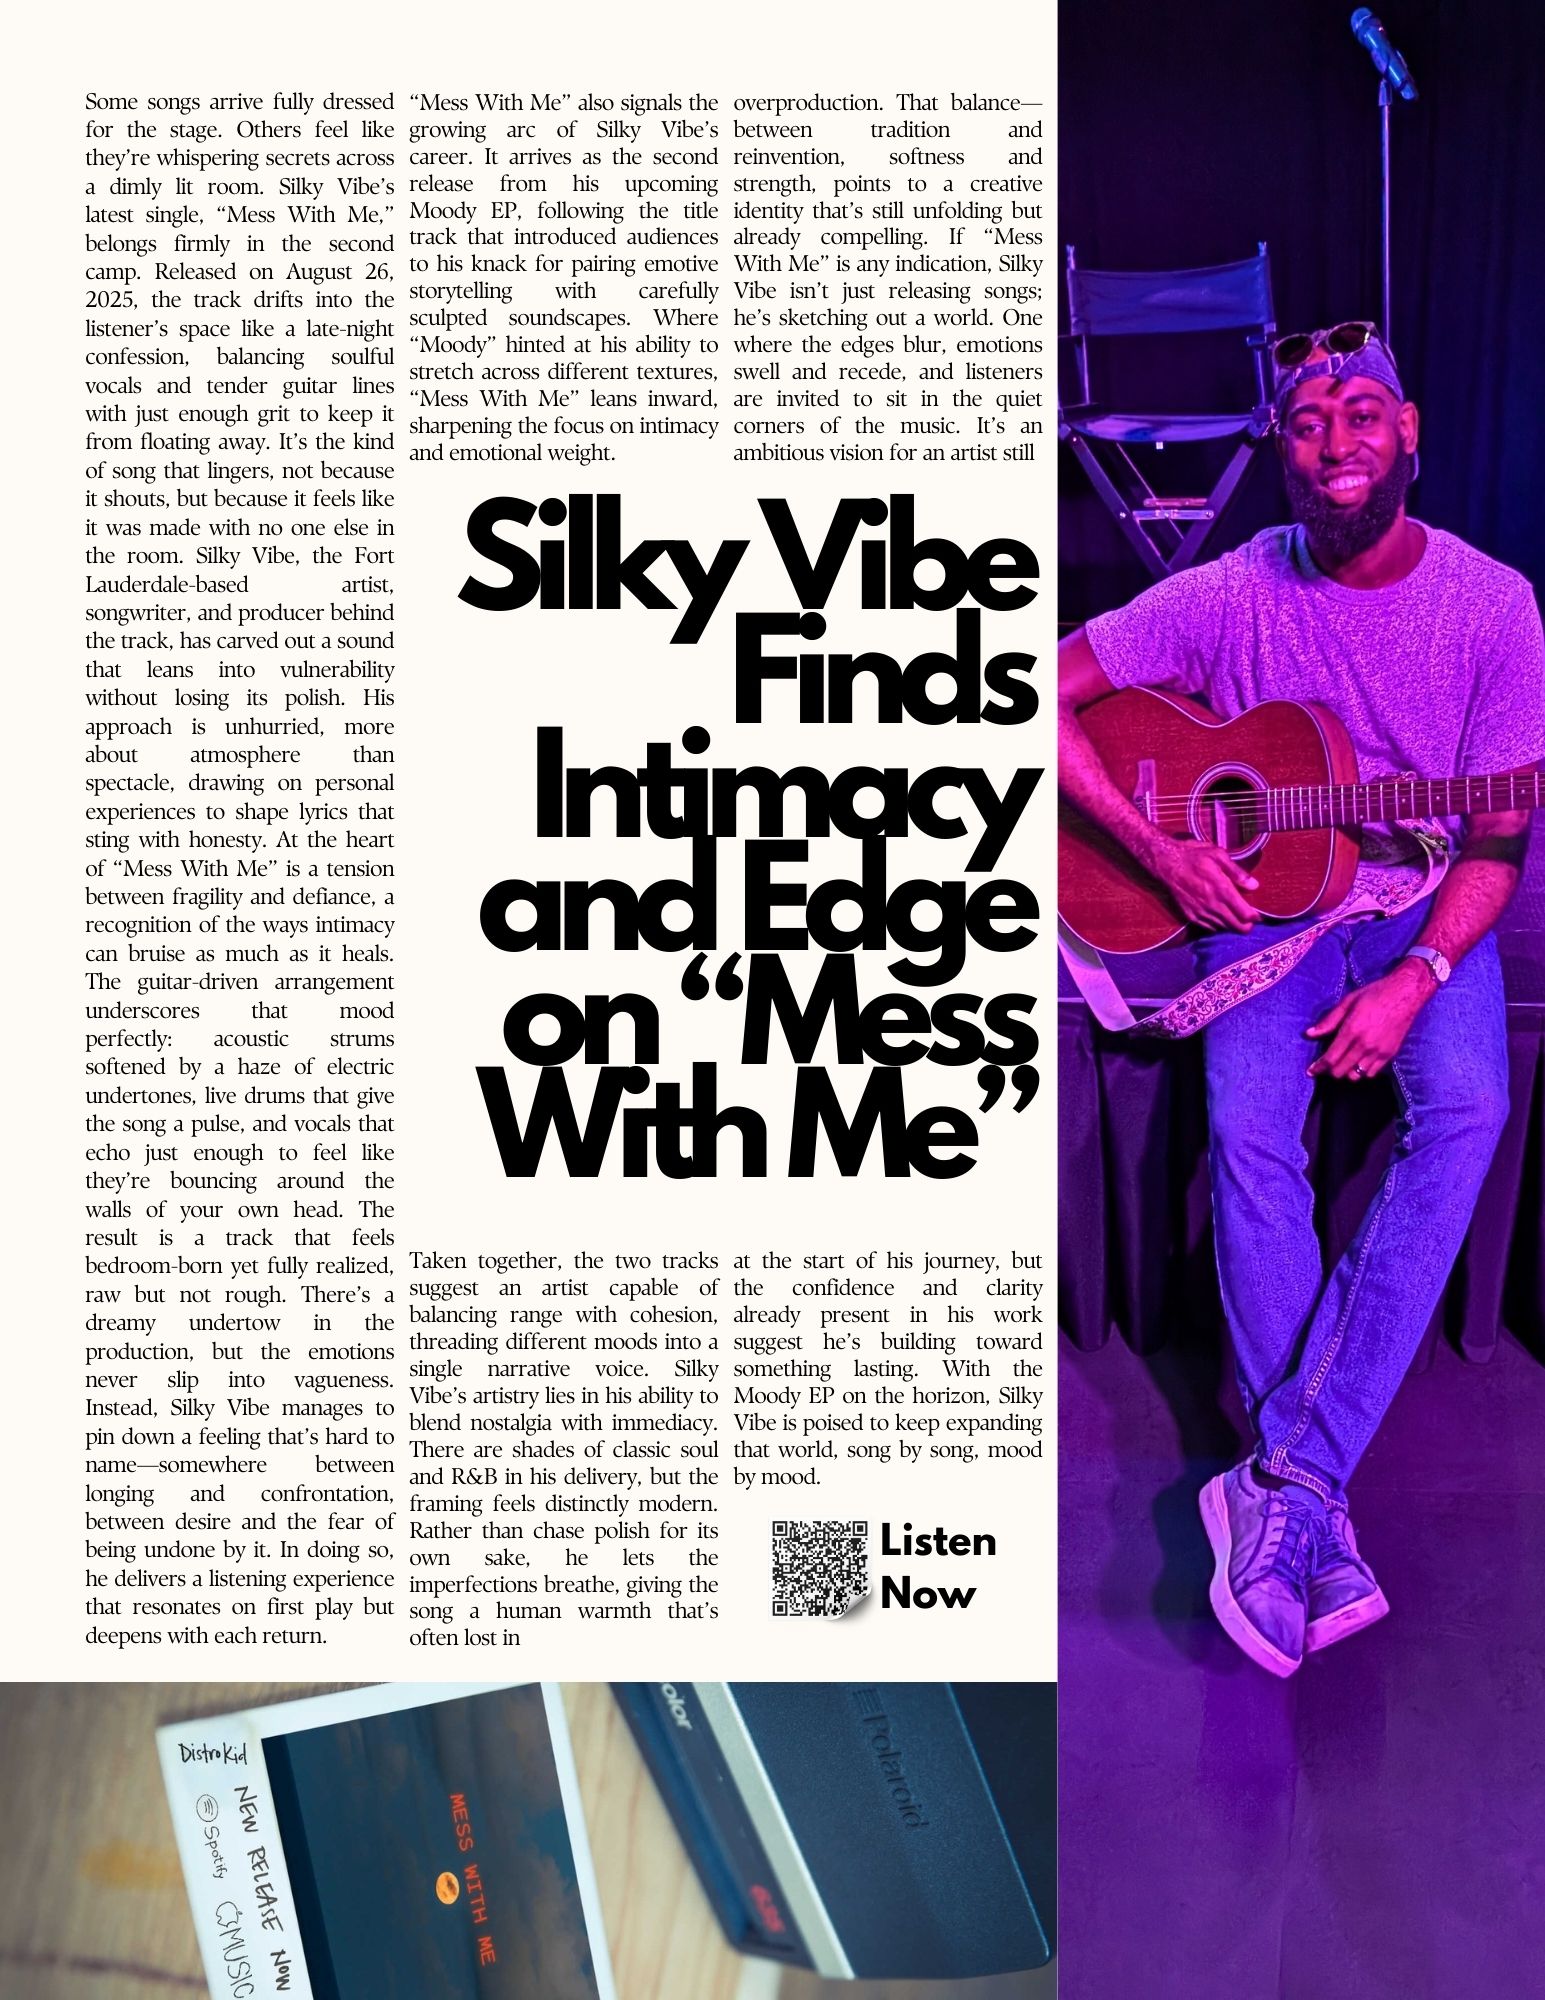 Some songs arrive fully dressed
for the stage. Others feel like
they're whispering secrets across
a dimly lit room. Silky Vibe's
latest single, “Mess With Me,”
belongs firmly in the second
camp. Released on August 26,
2025, the track drifts into the
listener's space like a late-night
confession, balancing soulful
vocals and tender guitar lines
with just enough grit to keep it
from floating away. It's the kind
of song that lingers, not because
it shouts, but because it feels like
it was made with no one else in
the room. Silky Vibe, the Fort
Lauderdale-based artist,
songwriter, and producer behind
the track, has carved out a sound
that leans into vulnerability
without losing its polish. His
approach is unhurried, more
about atmosphere than
spectacle, drawing on personal
experiences to shape lyrics that
sting with honesty. At the heart
of “Mess With Me” is a tension
between fragility and defiance, a
recognition of the ways intimacy
can bruise as much as it heals.
The guitar-driven arrangement
underscores that mood
perfectly: acoustic strums
softened by a haze of electric
undertones, live drums that give
the song a pulse, and vocals that
echo just enough to feel like
they're bouncing around the
walls of your own head. The
result is a track that feels
bedroom-born yet fully realized,
raw but not rough. There's a
dreamy undertow in the
production, but the emotions
never slip into vagueness.
Instead, Silky Vibe manages to
pin down a feeling that's hard to
name—somewhere between
longing and confrontation,
between desire and the fear of
being undone by it. In doing so,
he delivers a listening experience
that resonates on first play but
deepens with each return.
“Mess With Me” also signals the
growing arc of Silky Vibe's
career. It arrives as the second
release from his upcoming
Moody EP, following the title
track that introduced audiences
to his knack for pairing emotive
storytelling with carefully
sculpted soundscapes. Where
“Moody” hinted at his ability to
stretch across different textures,
“Mess With Me” leans inward,
sharpening the focus on intimacy
and emotional weight.
Silky Vibe
Finds
Intimacy
and Edge
on “Mess
With Me”
Taken together, the two tracks
suggest an artist capable of
balancing range with cohesion,
threading different moods into a
single narrative voice. Silky
Vibe's artistry lies in his ability to
blend nostalgia with immediacy.
There are shades of classic soul
and R&B in his delivery, but the
framing feels distinctly modern.
Rather than chase polish for its
own sake, he lets the
imperfections breathe, giving the
song a human warmth that's
often lost in
overproduction. That balance—
between tradition and
reinvention, softness and
strength, points to a creative
identity that's still unfolding but
already compelling. If “Mess
With Me” is any indication, Silky
Vibe isn't just releasing songs;
he's sketching out a world. One
where the edges blur, emotions
swell and recede, and listeners
are invited to sit in the quiet
corners of the music. It's an
ambitious vision for an artist still
at the start of his journey, but
the confidence and clarity
already present in his work
suggest he's building toward
something lasting. With the
Moody EP on the horizon, Silky
Vibe is poised to keep expanding
that world, song by song, mood
by mood.
Listen
Now
DistroKid
NEW RELEASE NOW
Spotify
MUSIC
MESS WITH ME
olor
Polaroid
635